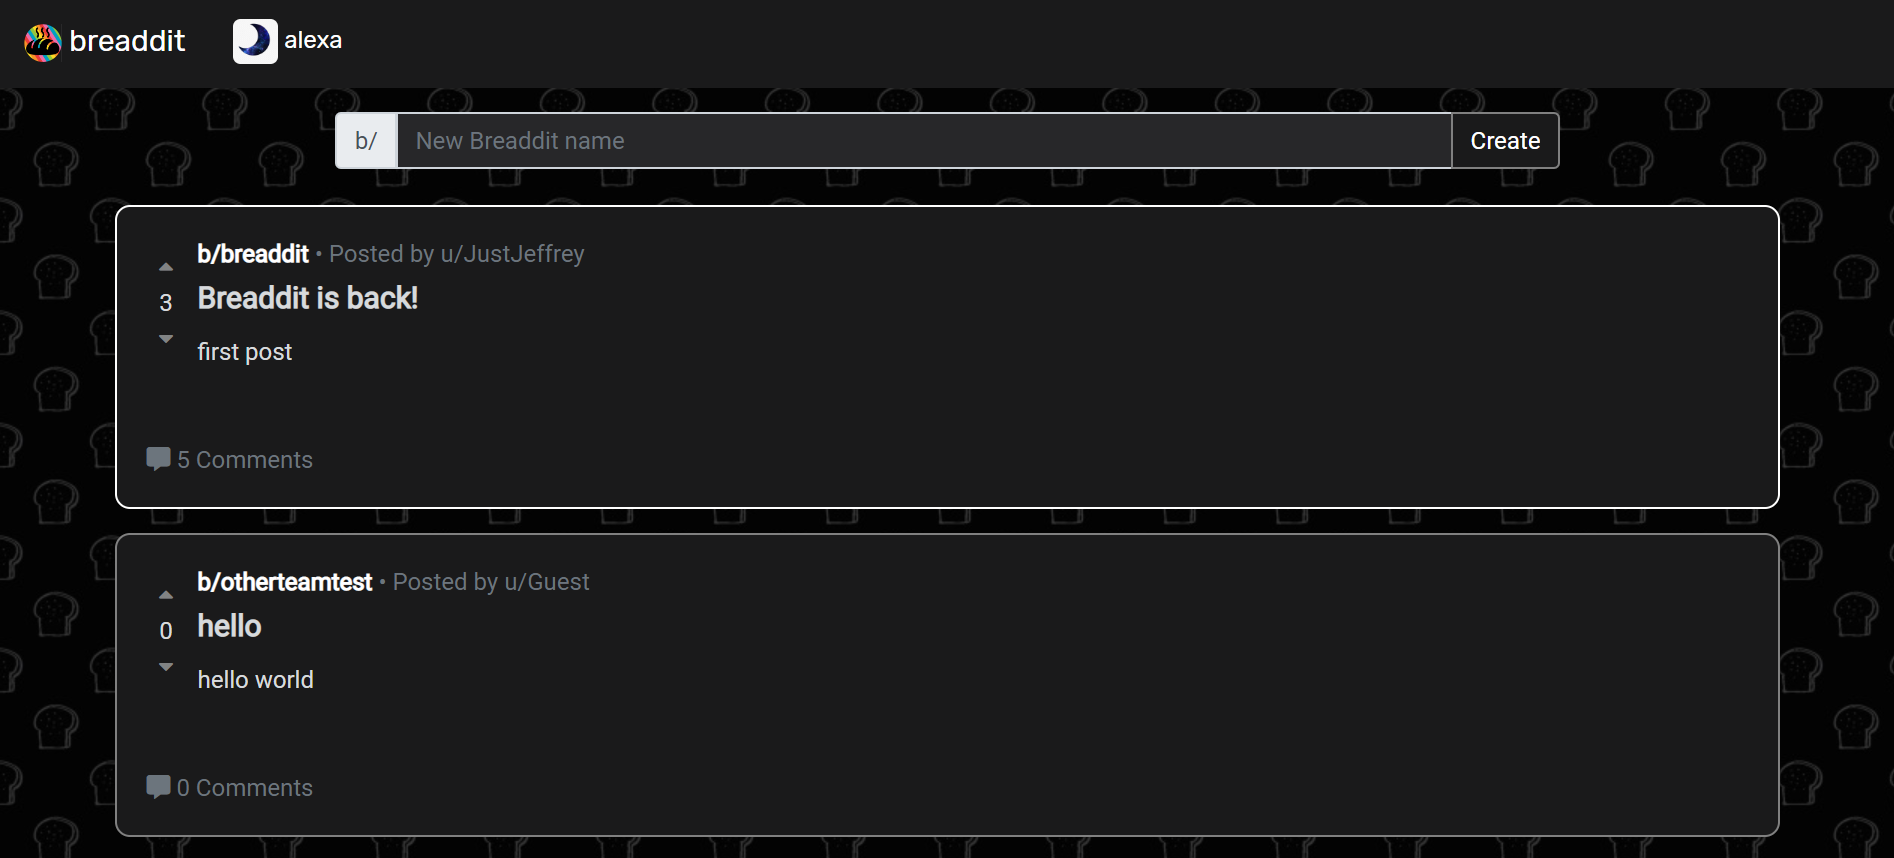 breaddit
alexa
b/ New Breaddit name Create
b/breaddit • Posted by u/JustJeffrey
3
Breaddit is back!
first post
5 Comments
b/otherteamtest • Posted by u/Guest
0
hello
hello world
0 Comments